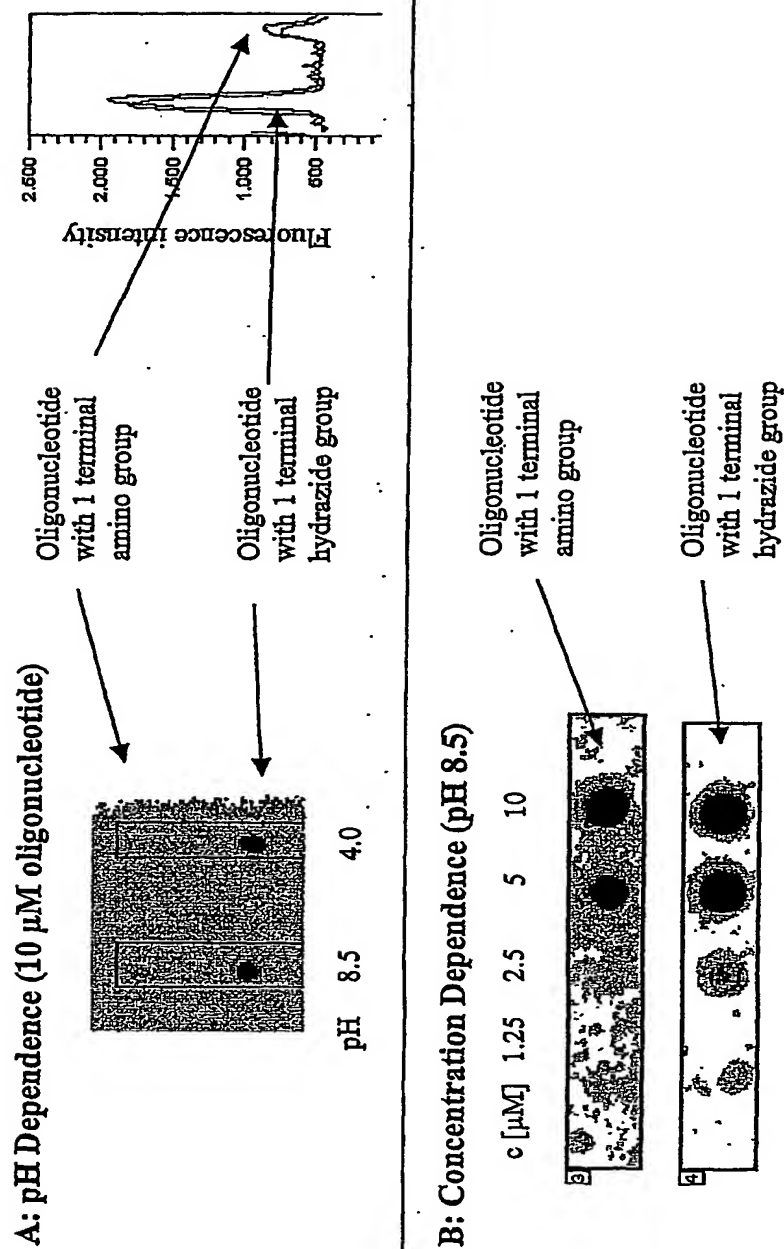 A: pH Dependence (10 µM oligonucleotide)
Oligonucleotide
with 1 terminal
amino group
Oligonucleotide
with 1 terminal
hydrazide group
pH 8.5 4.0
Fluorescence intensity
2.500
2.000
1.500
1.000
500
B: Concentration Dependence (pH 8.5)
c [µM] 1.25 2.5 5 10
3
4
Oligonucleotide
with 1 terminal
amino group
Oligonucleotide
with 1 terminal
hydrazide group